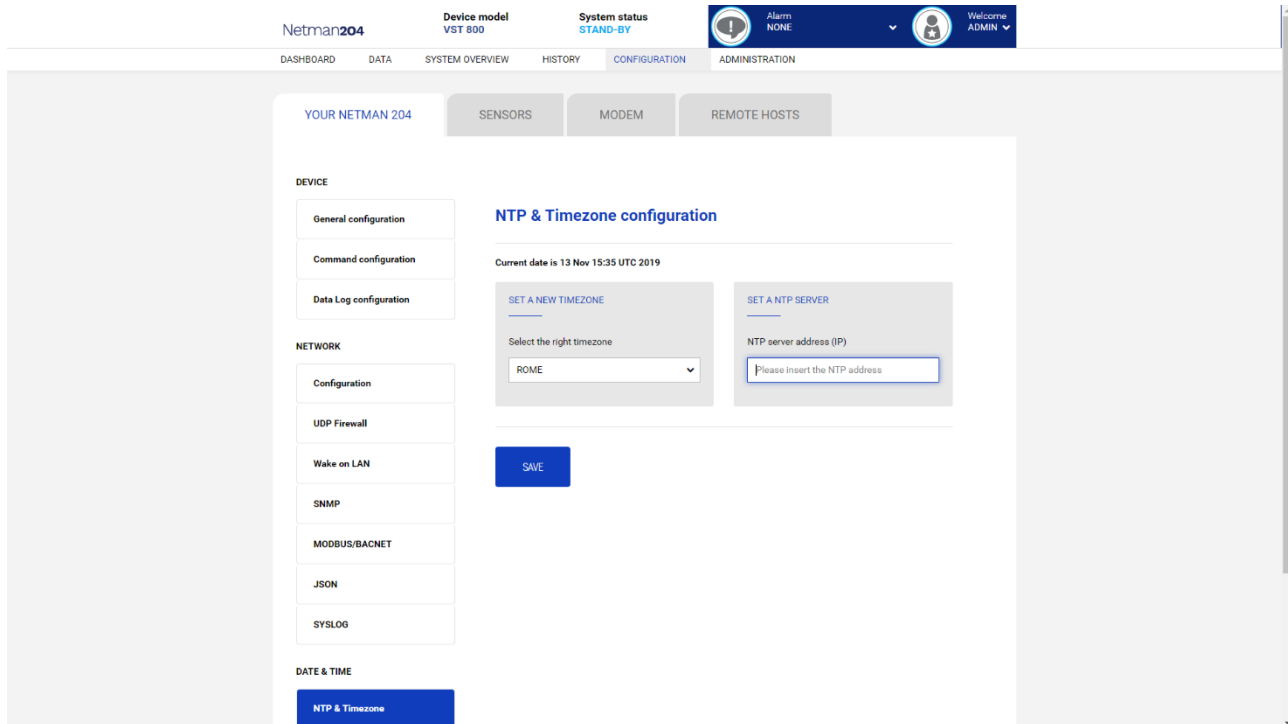 Netman204
Device model
VST 800
System status
STAND-BY
Alarm
NONE
Welcome
ADMIN
DASHBOARD DATA SYSTEM OVERVIEW HISTORY CONFIGURATION ADMINISTRATION
YOUR NETMAN 204 SENSORS MODEM REMOTE HOSTS
DEVICE
General configuration
Command configuration
Data Log configuration
NETWORK
Configuration
UDP Firewall
Wake on LAN
SNMP
MODBUS/BACNET
JSON
SYSLOG
DATE & TIME
NTP & Timezone
NTP & Timezone configuration
Current date is 13 Nov 15:35 UTC 2019
SET A NEW TIMEZONE
Select the right timezone
ROME
SET A NTP SERVER
NTP server address (IP)
Please insert the NTP address
SAVE